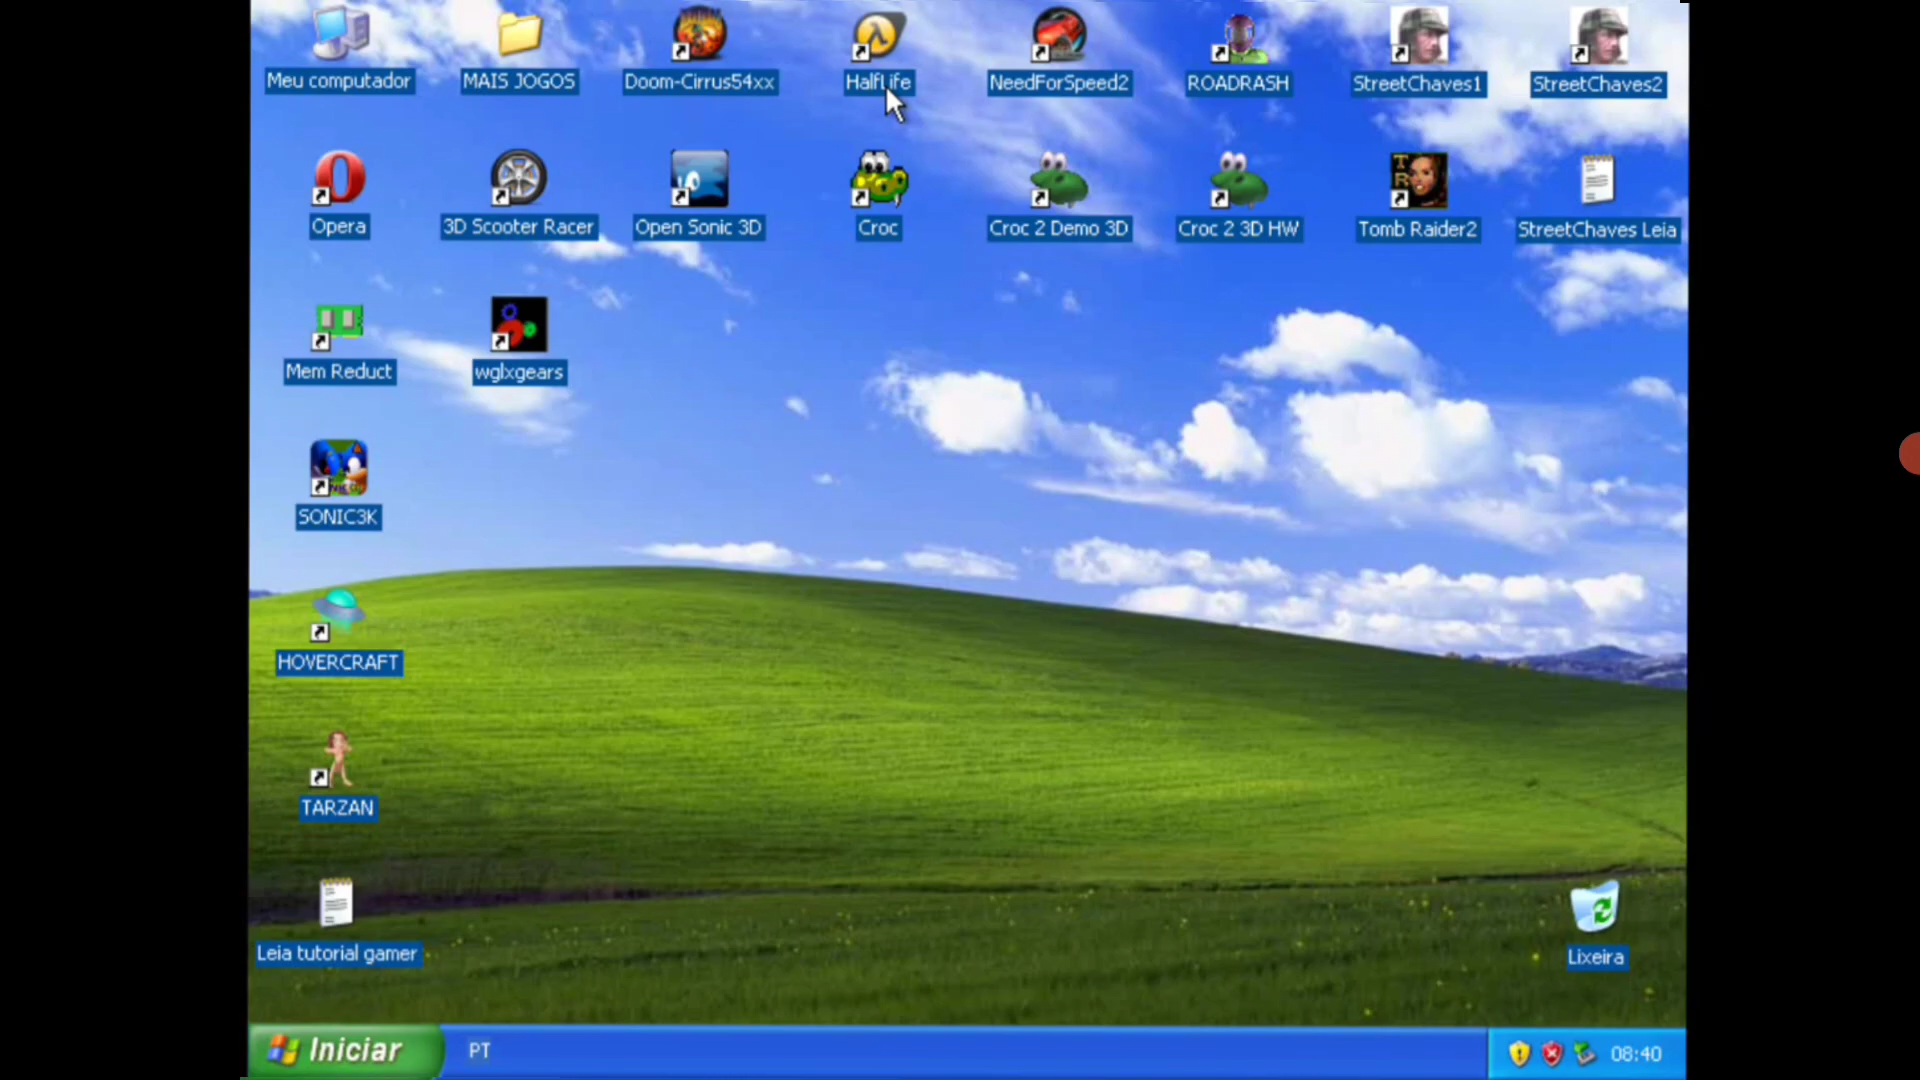 Meu computador
MAIS JOGOS
Doom-Cirrus54xx
HalfLife
NeedForSpeed2
ROADRASH
StreetChaves1
StreetChaves2
Opera
3D Scooter Racer
Open Sonic 3D
Croc
Croc 2 Demo 3D
Croc 2 3D HW
Tomb Raider2
StreetChaves Leia
Mem Reduct
wglxgears
SONIC3K
HOVERCRAFT
TARZAN
Leia tutorial gamer
Lixeira
Iniciar
PT
08:40